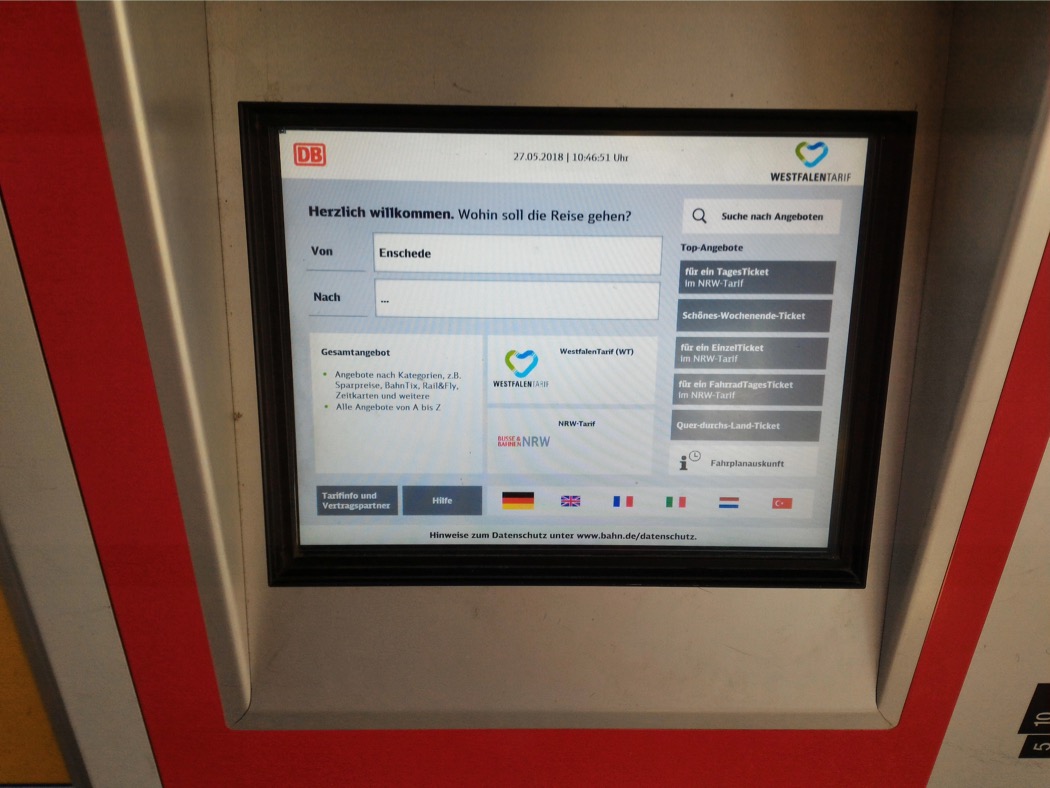 DB
27.05.2018 | 10:46:51 Uhr
WESTFALENTARIF
Herzlich willkommen. Wohin soll die Reise gehen?
Von
Enschede
Nach
...
Suche nach Angeboten
Top-Angebote
für ein TagesTicket
im NRW-Tarif
Schönes-Wochenende-Ticket
für ein EinzelTicket
im NRW-Tarif
für ein FahrradTagesTicket
im NRW-Tarif
Quer-durchs-Land-Ticket
Fahrplanauskunft
Gesamtangebot
• Angebote nach Kategorien, z.B.
Sparpreise, BahnTix, Rail&Fly,
Zeitkarten und weitere
• Alle Angebote von A bis Z
WestfalenTarif (WT)
WESTFALENTARIF
NRW-Tarif
BUSSE &
BAHNEN NRW
Tarifinfo und
Vertragspartner
Hilfe
Hinweise zum Datenschutz unter www.bahn.de/datenschutz.
10
5